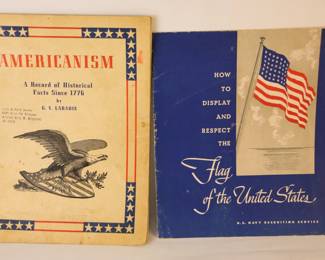 AMERICANISM
A Record of Historical
Facts Since 1776
by
HOW
TO
DISPLAY
AND
RESPECT
THE
Flag
of the United States
U.S. NAVY RECRUITING SERVICE